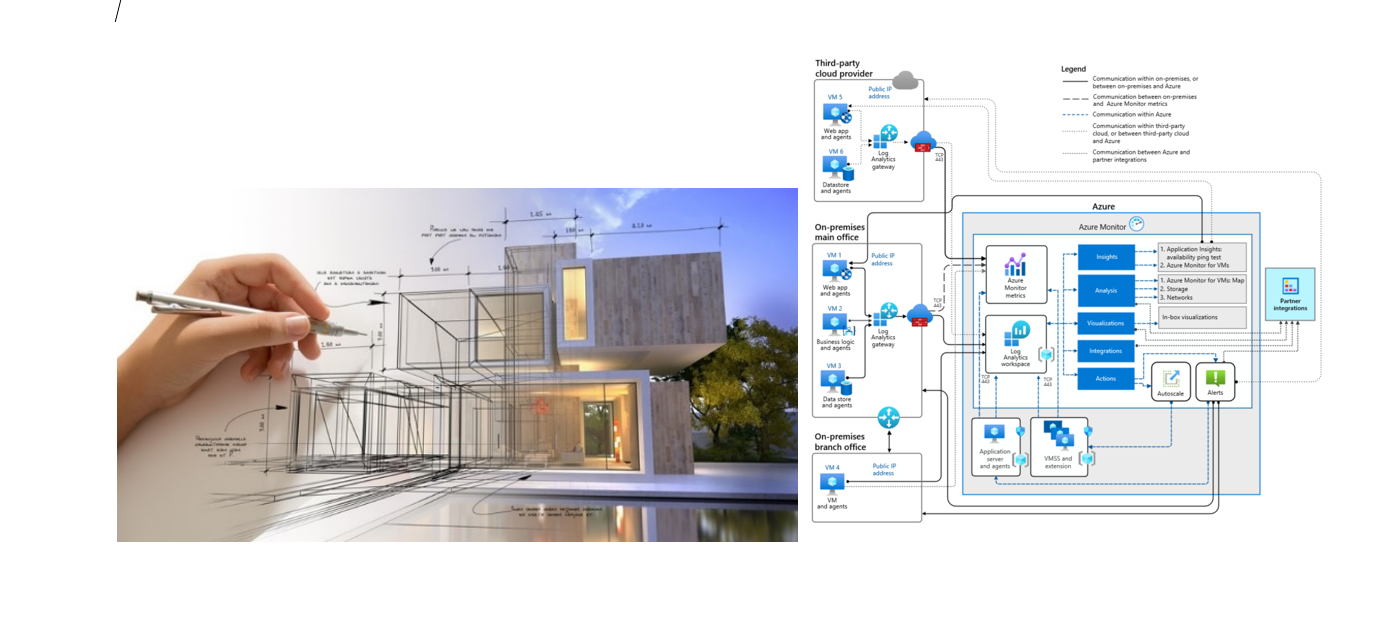 Third-party
cloud provider
Public IP
address
VM 5
Web app
and agents
VM 6
Datastore
and agents
Log
Analytics
gateway
TCP
443
Legend
Communication within on-premises, or
between on-premises and Azure
Communication between on-premises
and Azure Monitor metrics
Communication within Azure
Communication within third-party
cloud, or between third-party cloud
and Azure
Communication between Azure and
partner integrations
On-premises
main office
Public IP
address
VM 1
Web app
and agents
VM 2
Business logic
and agents
VM 3
Data store
and agents
Log
Analytics
gateway
TCP
443
On-premises
branch office
VM 4
Public IP
address
VM
and agents
Azure
Azure Monitor
Azure
Monitor
metrics
Log
Analytics
workspace
TCP
443
TCP
443
Insights
Analysis
Visualizations
Integrations
Actions
1. Application Insights:
availability ping test
2. Azure Monitor for VMs
1. Azure Monitor for VMs: Map
2. Storage
3. Networks
In-box visualizations
Autoscale
Alerts
Application
server
and agents
VMSS and
extension
Partner
integrations